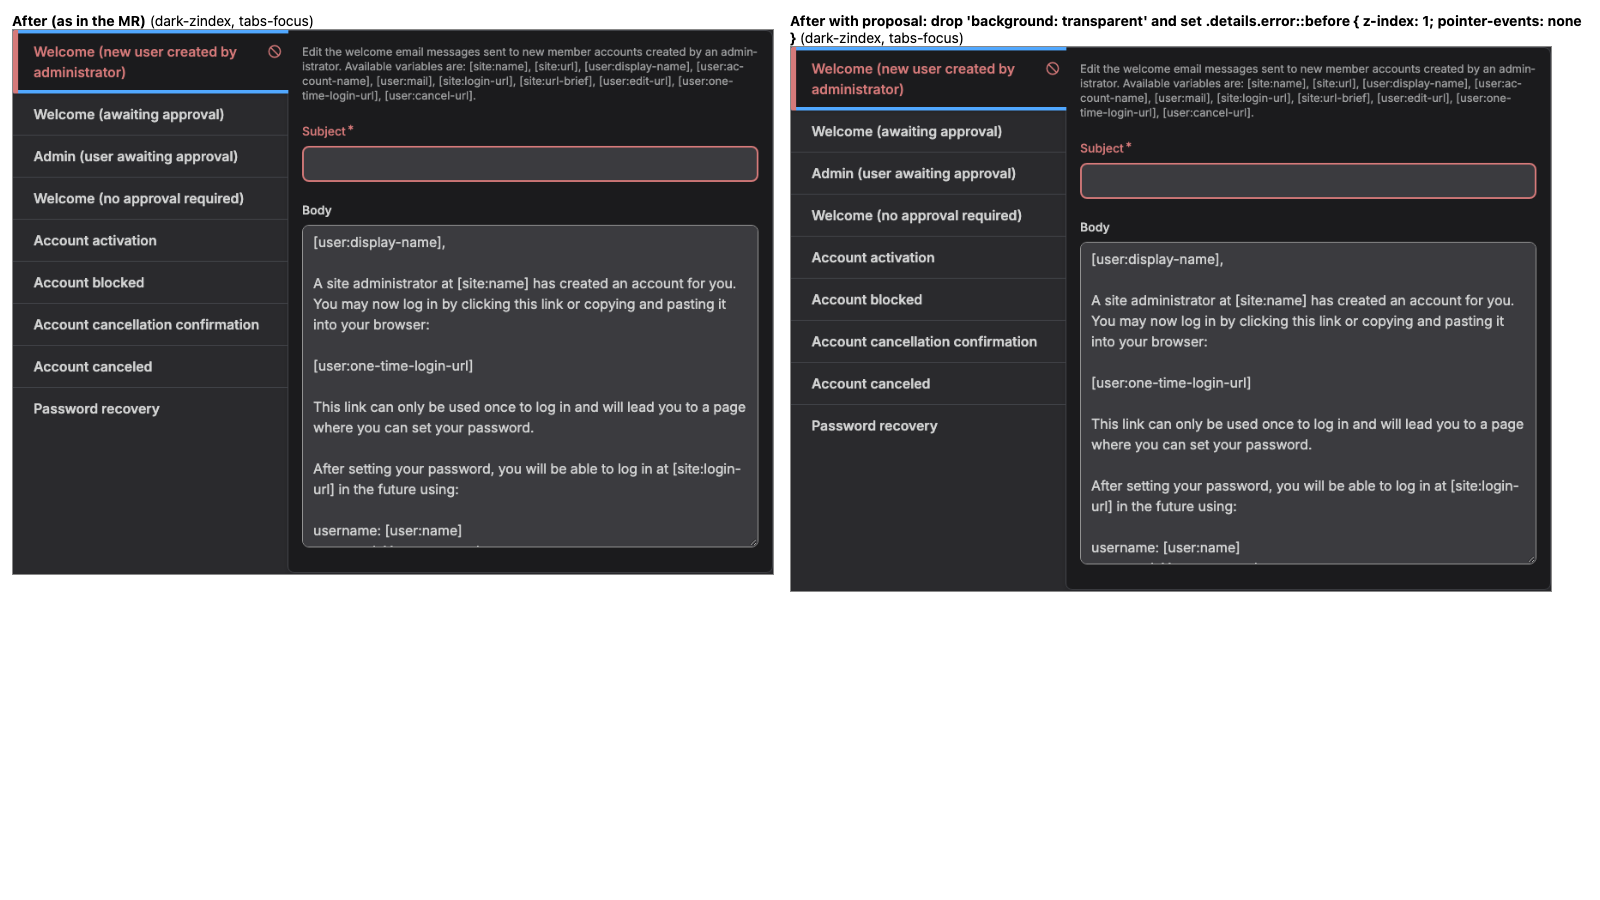 After (as in the MR) (dark-zindex, tabs-focus)
Welcome (new user created by
administrator)
Welcome (awaiting approval)
Admin (user awaiting approval)
Welcome (no approval required)
Account activation
Account blocked
Account cancellation confirmation
Account canceled
Password recovery
Edit the welcome email messages sent to new member accounts created by an admin-
istrator. Available variables are: [site:name], [site:url], [user:display-name], [user:ac-
count-name], [user:mail], [site:login-url], [site:url-brief], [user:edit-url], [user:one-
time-login-url], [user:cancel-url].
Subject*
Body
[user:display-name],
A site administrator at [site:name] has created an account for you.
You may now log in by clicking this link or copying and pasting it
into your browser:
[user:one-time-login-url]
This link can only be used once to log in and will lead you to a page
where you can set your password.
After setting your password, you will be able to log in at [site:login-
url] in the future using:
username: [user:name]
After with proposal: drop 'background: transparent' and set .details.error::before { z-index: 1; pointer-events: none
} (dark-zindex, tabs-focus)
Welcome (new user created by
administrator)
Welcome (awaiting approval)
Admin (user awaiting approval)
Welcome (no approval required)
Account activation
Account blocked
Account cancellation confirmation
Account canceled
Password recovery
Edit the welcome email messages sent to new member accounts created by an admin-
istrator. Available variables are: [site:name], [site:url], [user:display-name], [user:ac-
count-name], [user:mail], [site:login-url], [site:url-brief], [user:edit-url], [user:one-
time-login-url], [user:cancel-url].
Subject*
Body
[user:display-name],
A site administrator at [site:name] has created an account for you.
You may now log in by clicking this link or copying and pasting it
into your browser:
[user:one-time-login-url]
This link can only be used once to log in and will lead you to a page
where you can set your password.
After setting your password, you will be able to log in at [site:login-
url] in the future using:
username: [user:name]